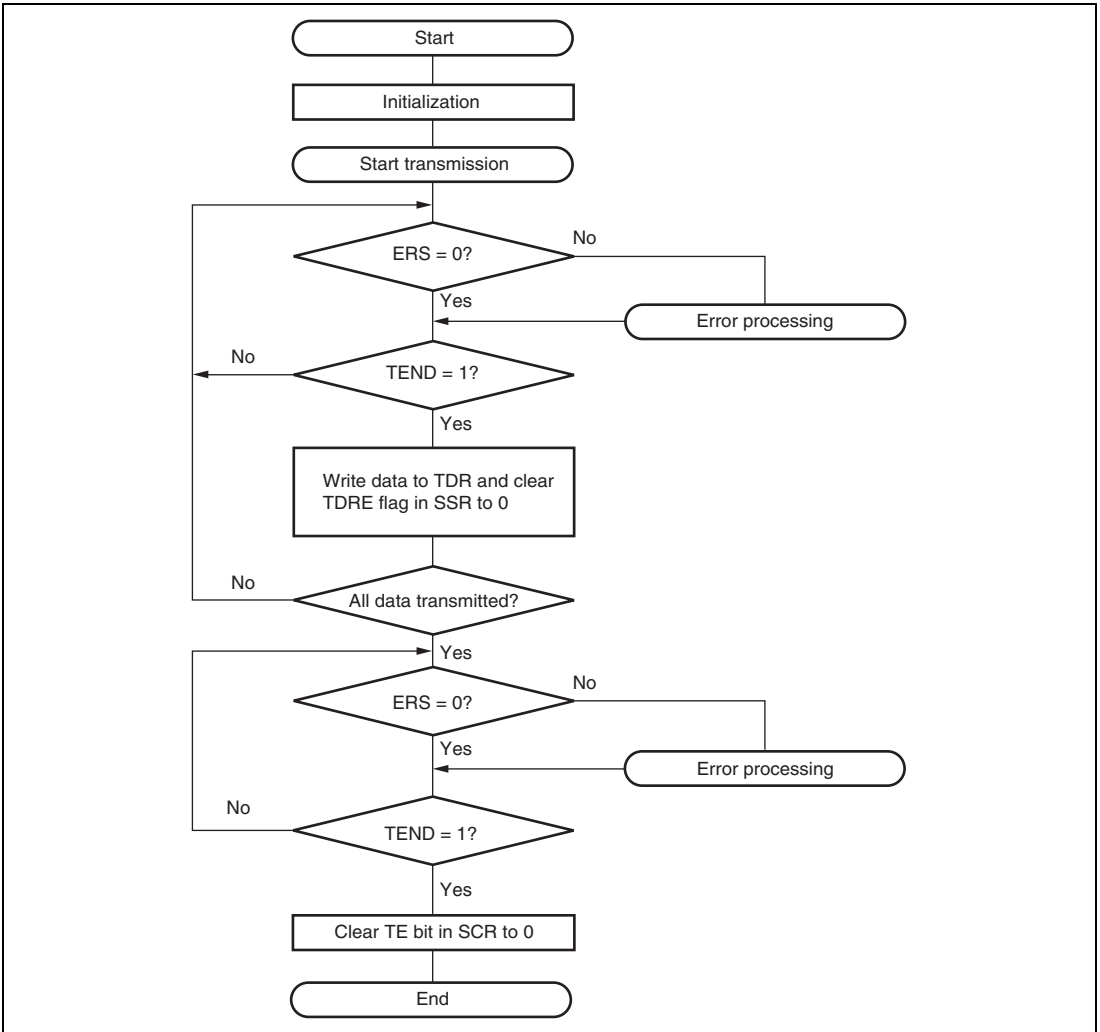 Start
Initialization
Start transmission
ERS = 0?
No
Yes
Error processing
No
TEND = 1?
Yes
Write data to TDR and clear
TDRE flag in SSR to 0
No
All data transmitted?
Yes
No
ERS = 0?
Yes
Error processing
No
TEND = 1?
Yes
Clear TE bit in SCR to 0
End